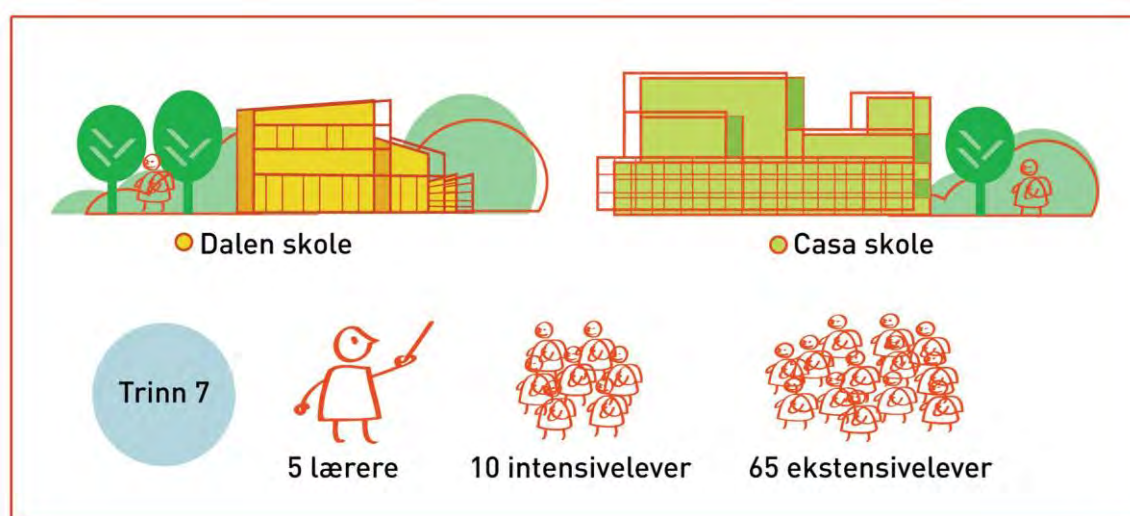 Dalen skole
Casa skole
Trinn 7
5 lærere
10 intensivelever
65 ekstensivelever